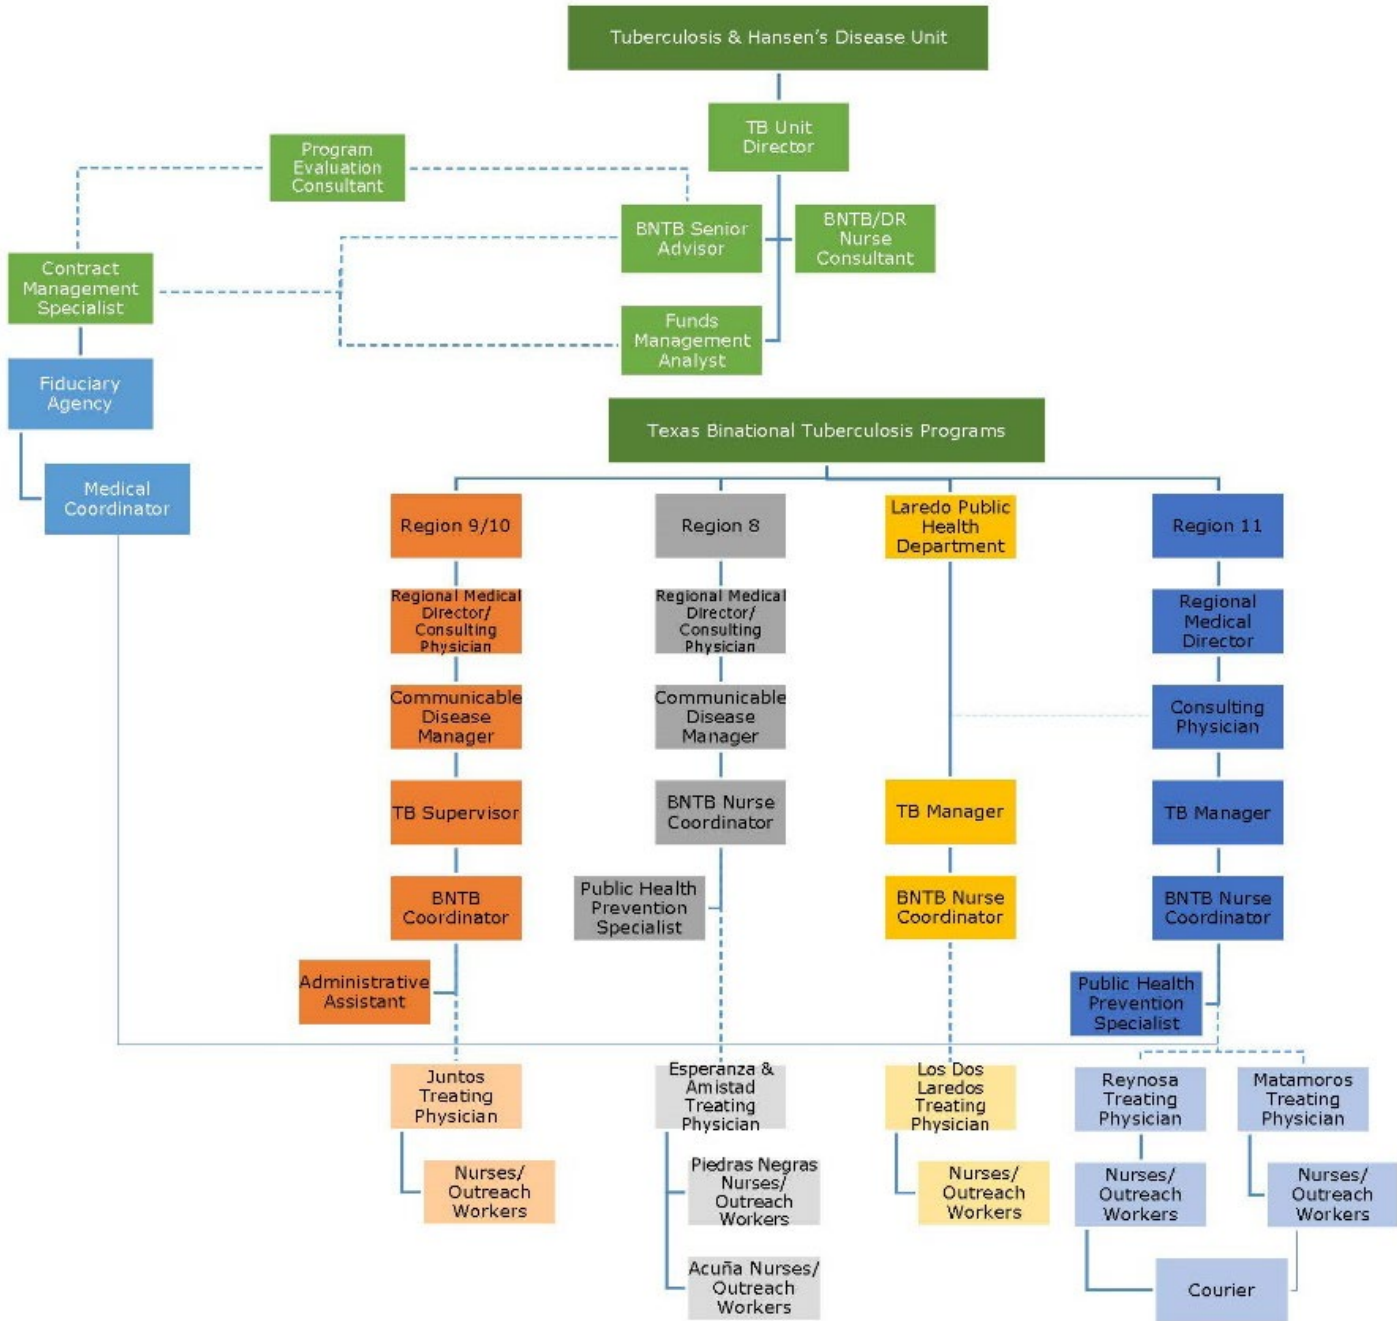 Tuberculosis & Hansen's Disease Unit
TB Unit
Director
Program
Evaluation
Consultant
BNTB Senior
Advisor
BNTB/DR
Nurse
Consultant
Contract
Management
Specialist
Funds
Management
Analyst
Fiduciary
Agency
Medical
Coordinator
Texas Binational Tuberculosis Programs
Region 9/10
Region 8
Laredo Public
Health
Department
Region 11
Regional Medical
Director/
Consulting
Physician
Regional Medical
Director/
Consulting
Physician
Regional
Medical
Director
Communicable
Disease
Manager
Communicable
Disease
Manager
Consulting
Physician
TB Supervisor
BNTB Nurse
Coordinator
TB Manager
TB Manager
BNTB
Coordinator
Public Health
Prevention
Specialist
BNTB Nurse
Coordinator
BNTB Nurse
Coordinator
Administrative
Assistant
Public Health
Prevention
Specialist
Juntos
Treating
Physician
Esperanza &
Amistad
Treating
Physician
Los Dos
Laredos
Treating
Physician
Reynosa
Treating
Physician
Matamoros
Treating
Physician
Nurses/
Outreach
Workers
Piedras Negras
Nurses/
Outreach
Workers
Nurses/
Outreach
Workers
Nurses/
Outreach
Workers
Nurses/
Outreach
Workers
Acuña Nurses/
Outreach
Workers
Courier